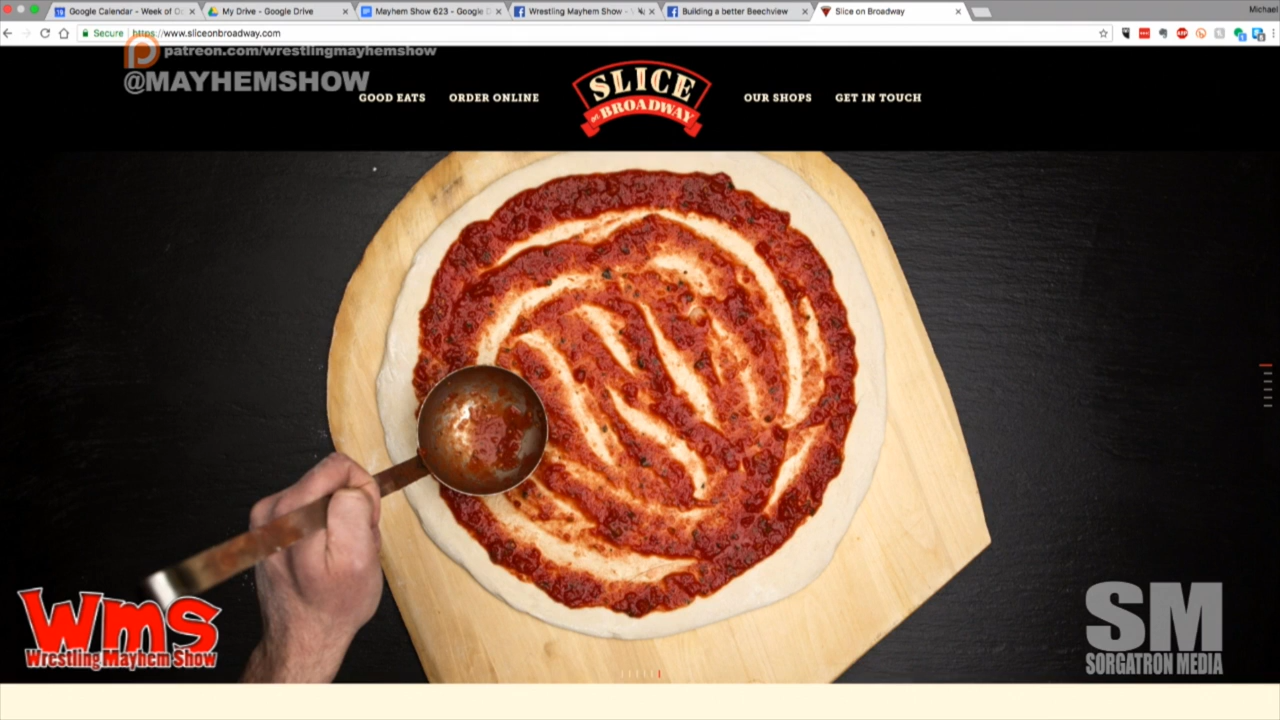 Google Calendar - Week of O
My Drive - Google Drive
Mayhem Show 623 - Google D
Wrestling Mayhem Show -
Building a better Beechview
Slice on Broadway
Michael
Secure
https://www.sliceonbroadway.com
patreon.com/wrestlingmayhemshow
@MAYHEMSHOW
GOOD EATS
ORDER ONLINE
SLICE
on BROADWAY
OUR SHOPS
GET IN TOUCH
wms
Wrestling Mayhem Show
SM
SORGATRON MEDIA